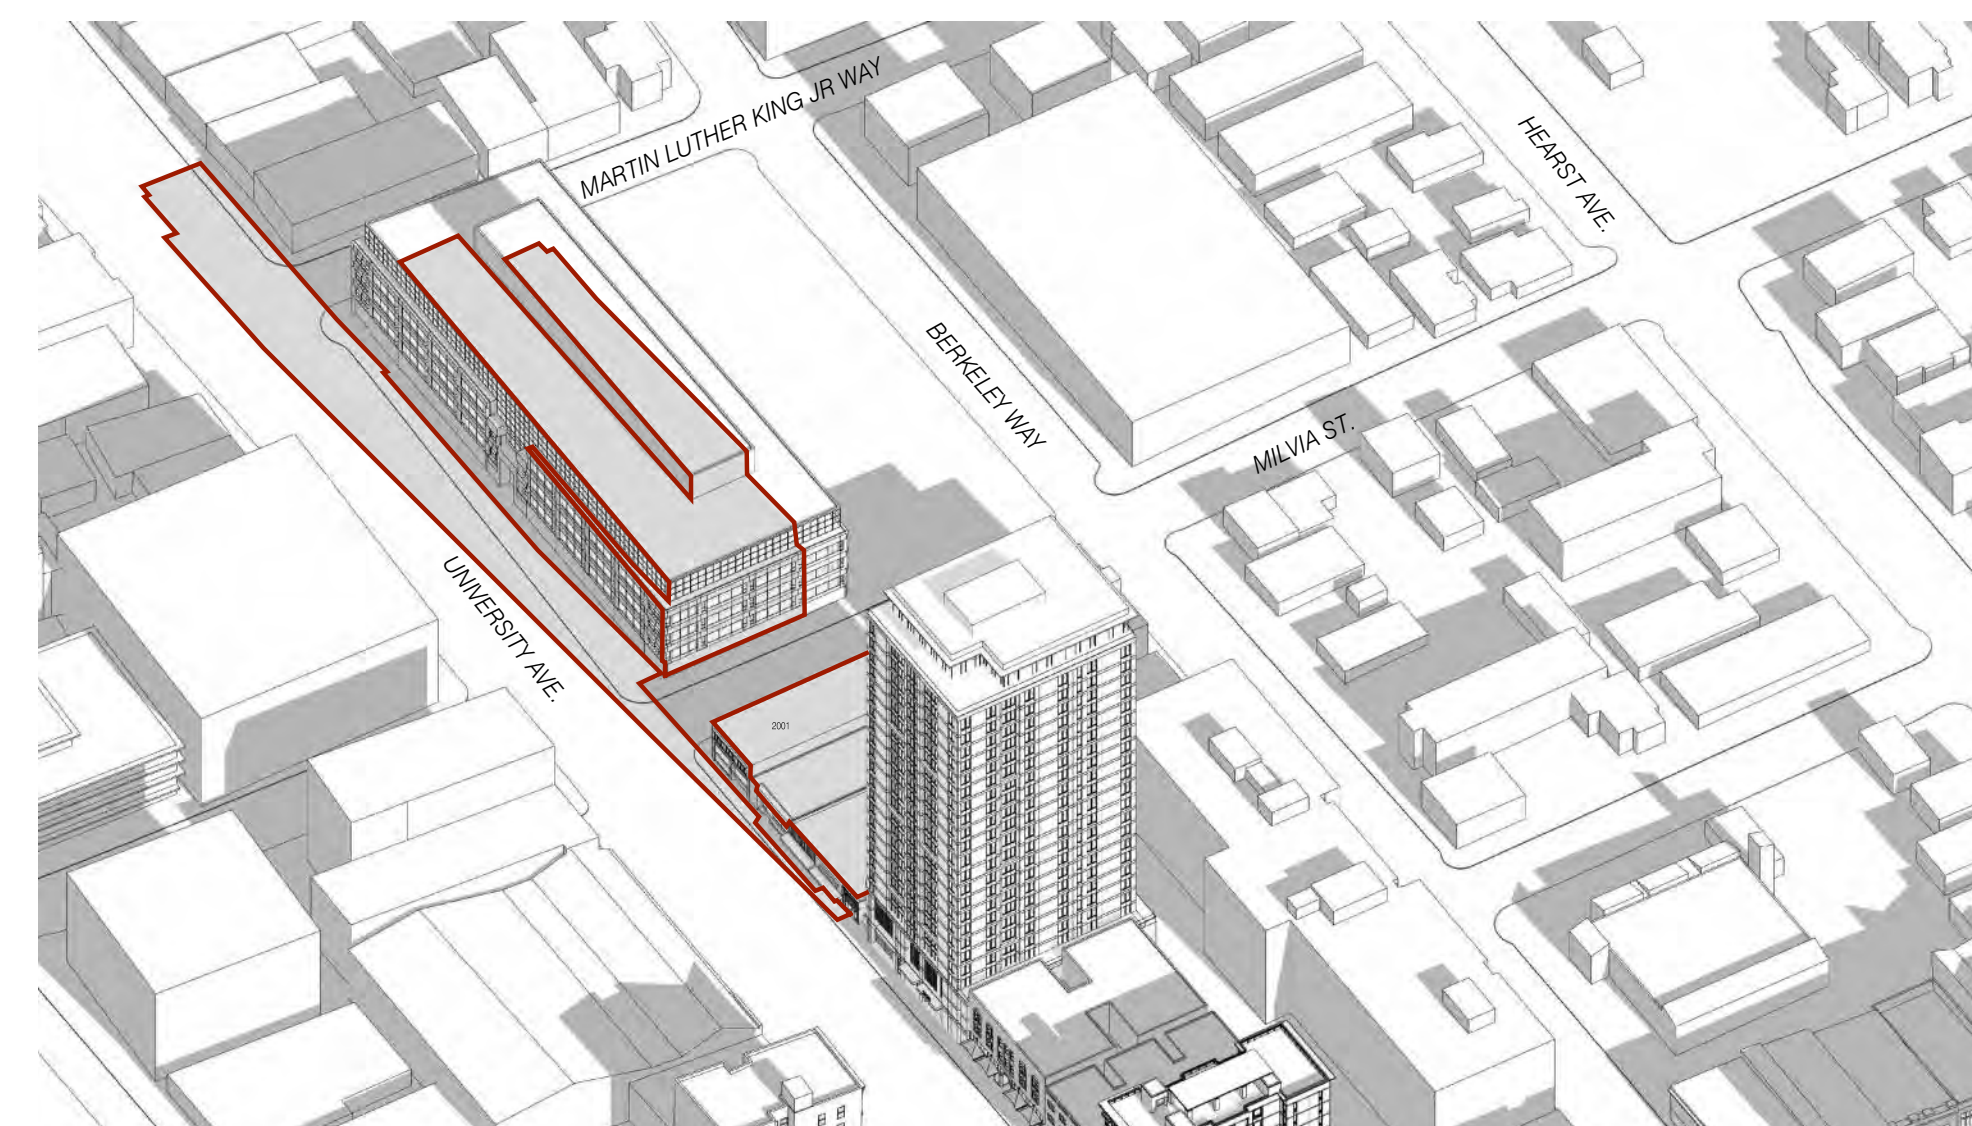 MARTIN LUTHER KING JR WAY
HEARST AVE.
BERKELEY WAY
MILVIA ST.
UNIVERSITY AVE.
2001